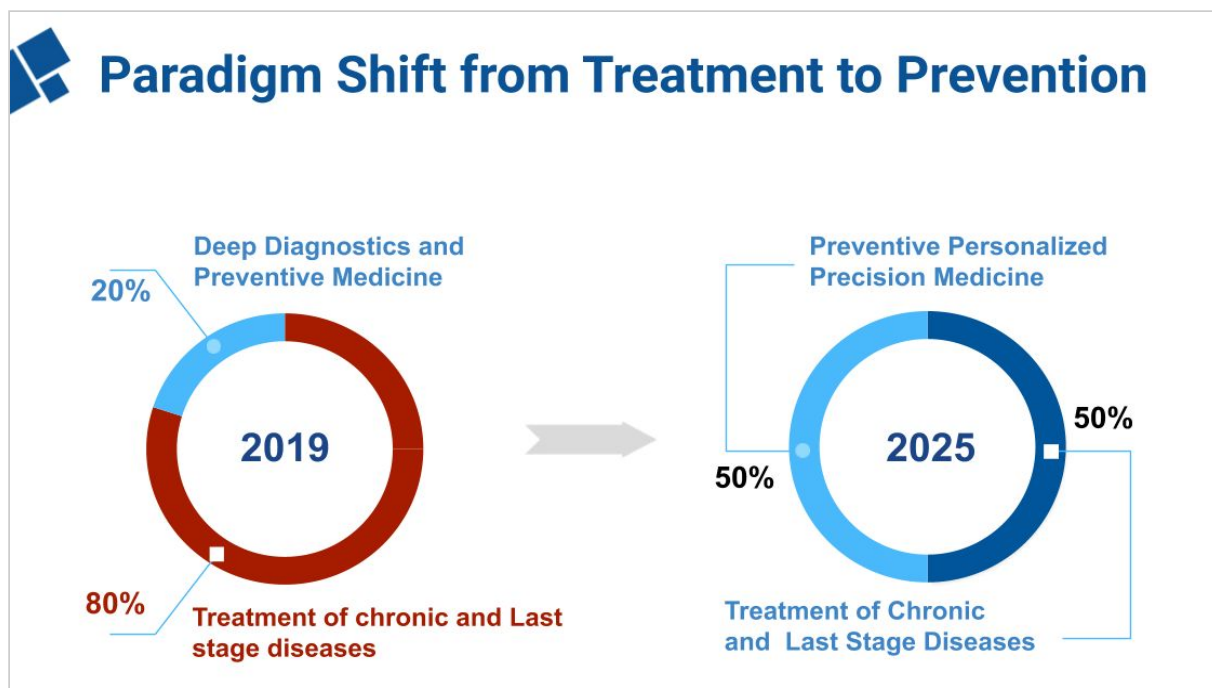 Paradigm Shift from Treatment to Prevention
Deep Diagnostics and
Preventive Medicine
20%
2019
80%
Treatment of chronic and Last
stage diseases
Preventive Personalized
Precision Medicine
50%
2025
50%
Treatment of Chronic
and Last Stage Diseases